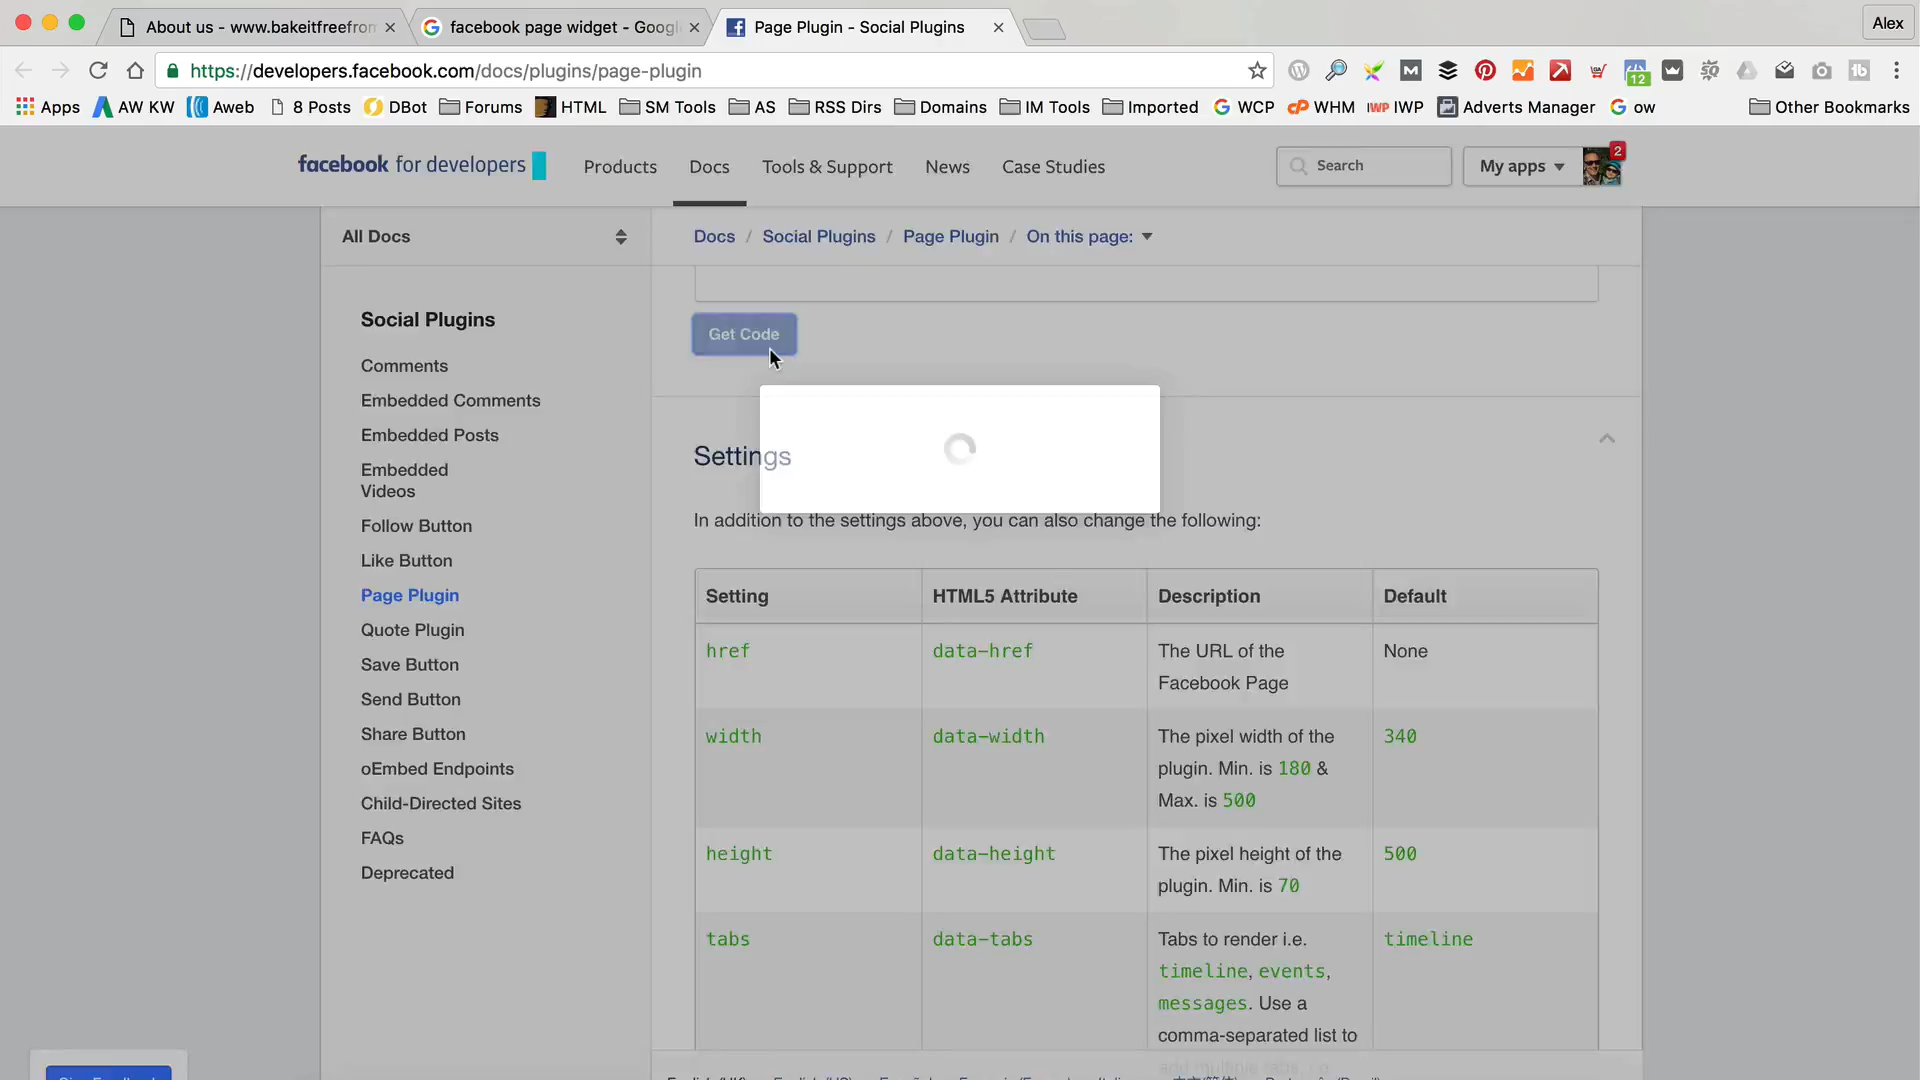 About us - www.bakeitfreefrom
facebook page widget - Googl
Page Plugin - Social Plugins
Alex
https://developers.facebook.com/docs/plugins/page-plugin
12
Apps
AW KW
Aweb
8 Posts
DBot
Forums
HTML
SM Tools
AS
RSS Dirs
Domains
IM Tools
Imported
WCP
WHM
IWP
Adverts Manager
ow
Other Bookmarks
facebook for developers
Products
Docs
Tools & Support
News
Case Studies
Search
My apps
2
All Docs
Docs / Social Plugins / Page Plugin / On this page:
Social Plugins
Comments
Embedded Comments
Embedded Posts
Embedded
Videos
Follow Button
Like Button
Page Plugin
Quote Plugin
Save Button
Send Button
Share Button
oEmbed Endpoints
Child-Directed Sites
FAQs
Deprecated
Get Code
Settings
In addition to the settings above, you can also change the following:
Setting HTML5 Attribute Description Default
href data-href The URL of the None
Facebook Page
width data-width The pixel width of the 340
plugin. Min. is 180 &
Max. is 500
height data-height The pixel height of the 500
plugin. Min. is 70
tabs data-tabs Tabs to render i.e. timeline
timeline, events,
messages. Use a
comma-separated list to